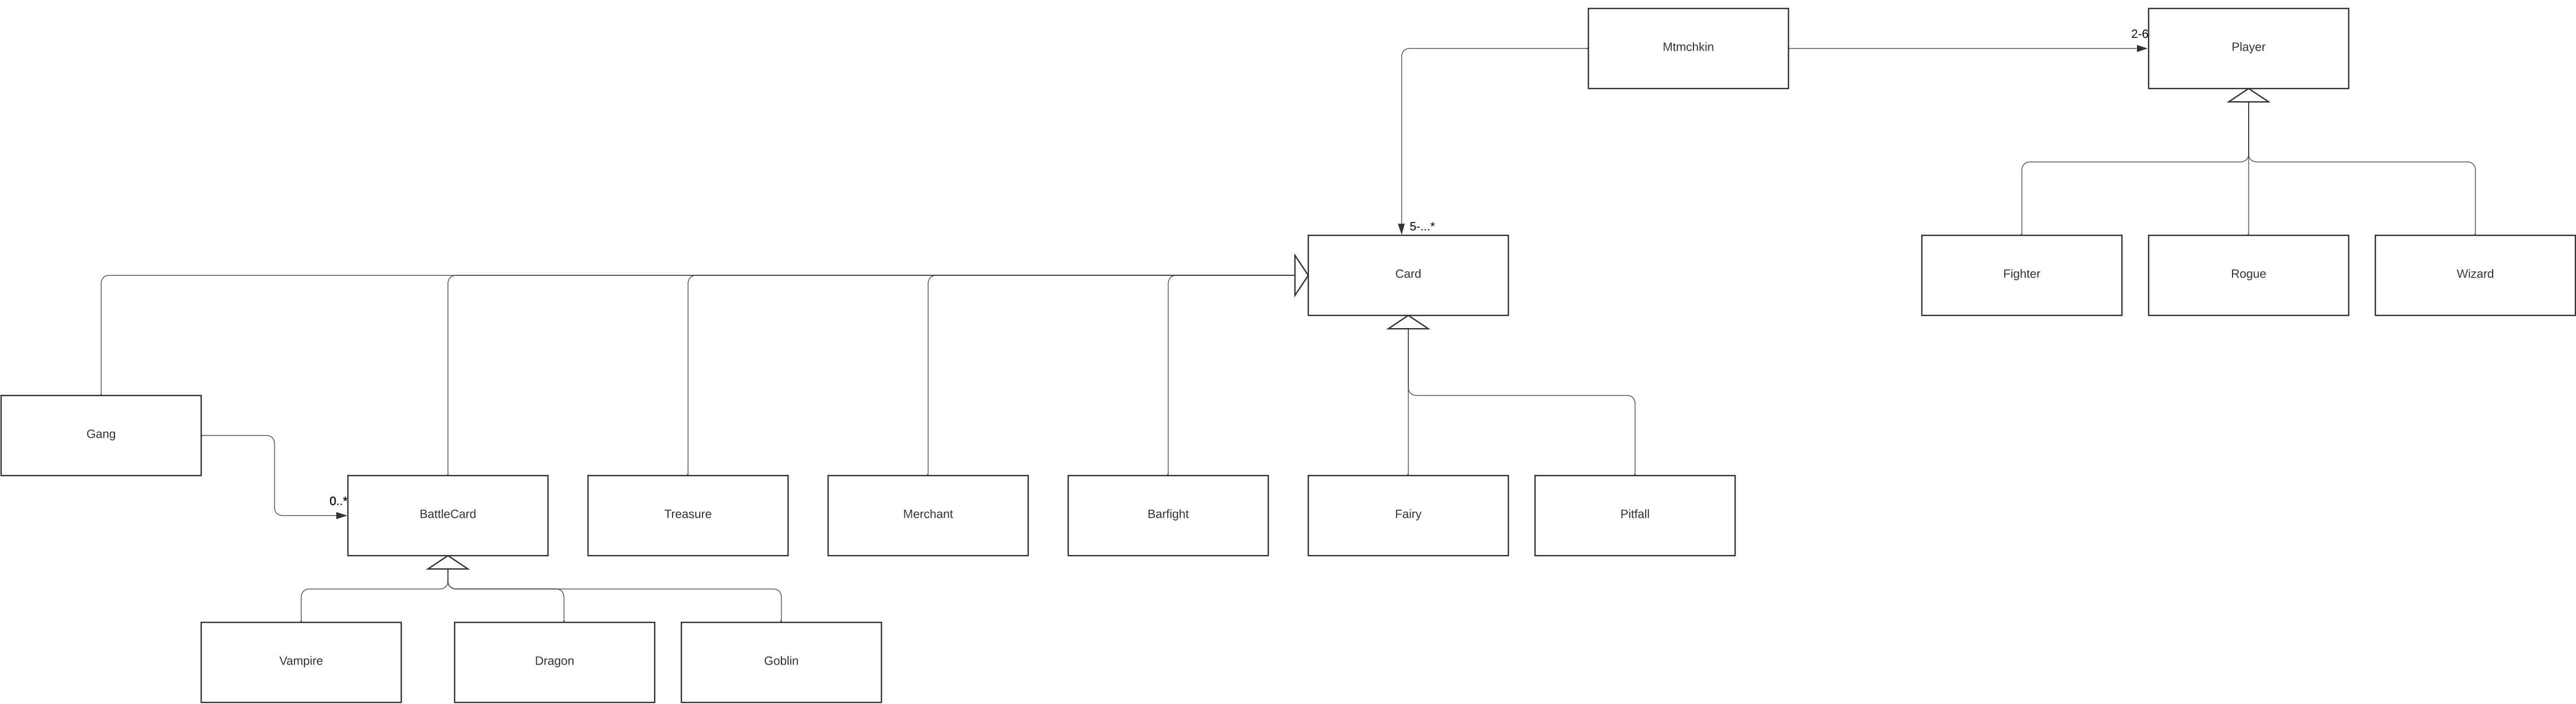 Mtmchkin
2-6
Player
5-...*
Card
Fighter
Rogue
Wizard
Gang
0..*
BattleCard
Treasure
Merchant
Barfight
Fairy
Pitfall
Vampire
Dragon
Goblin